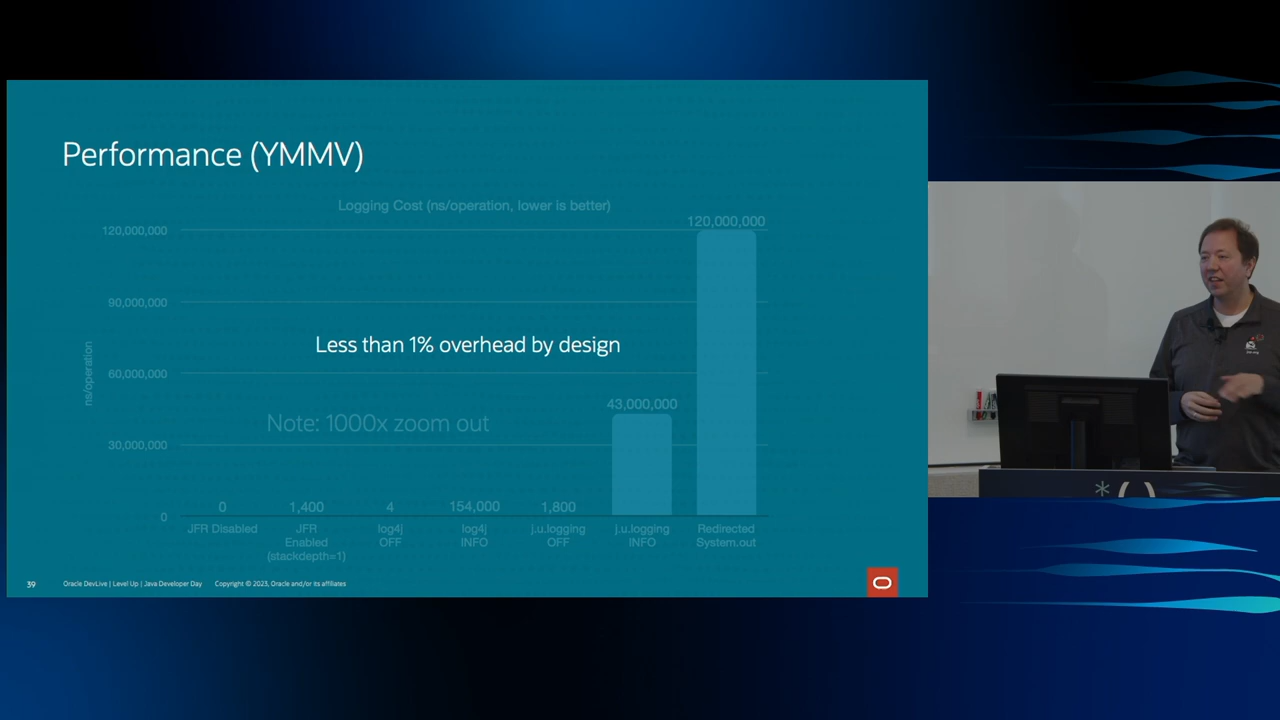 Performance (YMMV)
Logging Cost (ns/operation, lower is better)
120,000,000
120,000,000
90,000,000
Less than 1% overhead by design
ns/operation
60,000,000
43,000,000
Note: 1000x zoom out
30,000,000
0
1,400
4
154,000
1,800
0
JFR Disabled
JFR
Enabled
(stackdepth=1)
log4j
OFF
log4j
INFO
j.u.logging
OFF
j.u.logging
INFO
Redirected
System.out
39
Oracle DevLive | Level Up | Java Developer Day
Copyright © 2023, Oracle and/or its affiliates